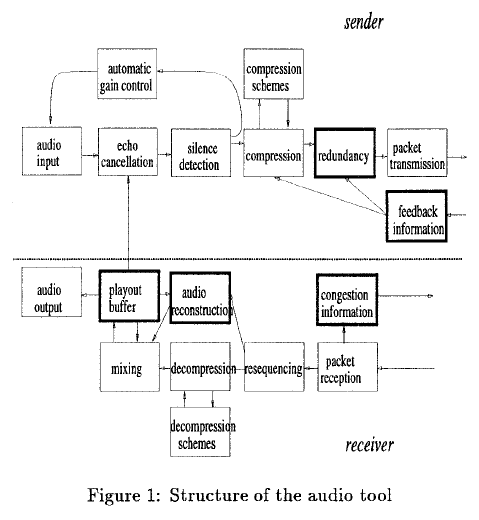 sender
automatic
gain control
compression
schemes
audio
input
echo
cancellation
silence
detection
compression
redundancy
packet
transmission
feedback
information
audio
output
playout
buffer
audio
reconstruction
congestion
information
mixing
decompression
resequencing
packet
reception
decompression
schemes
receiver
Figure 1: Structure of the audio tool